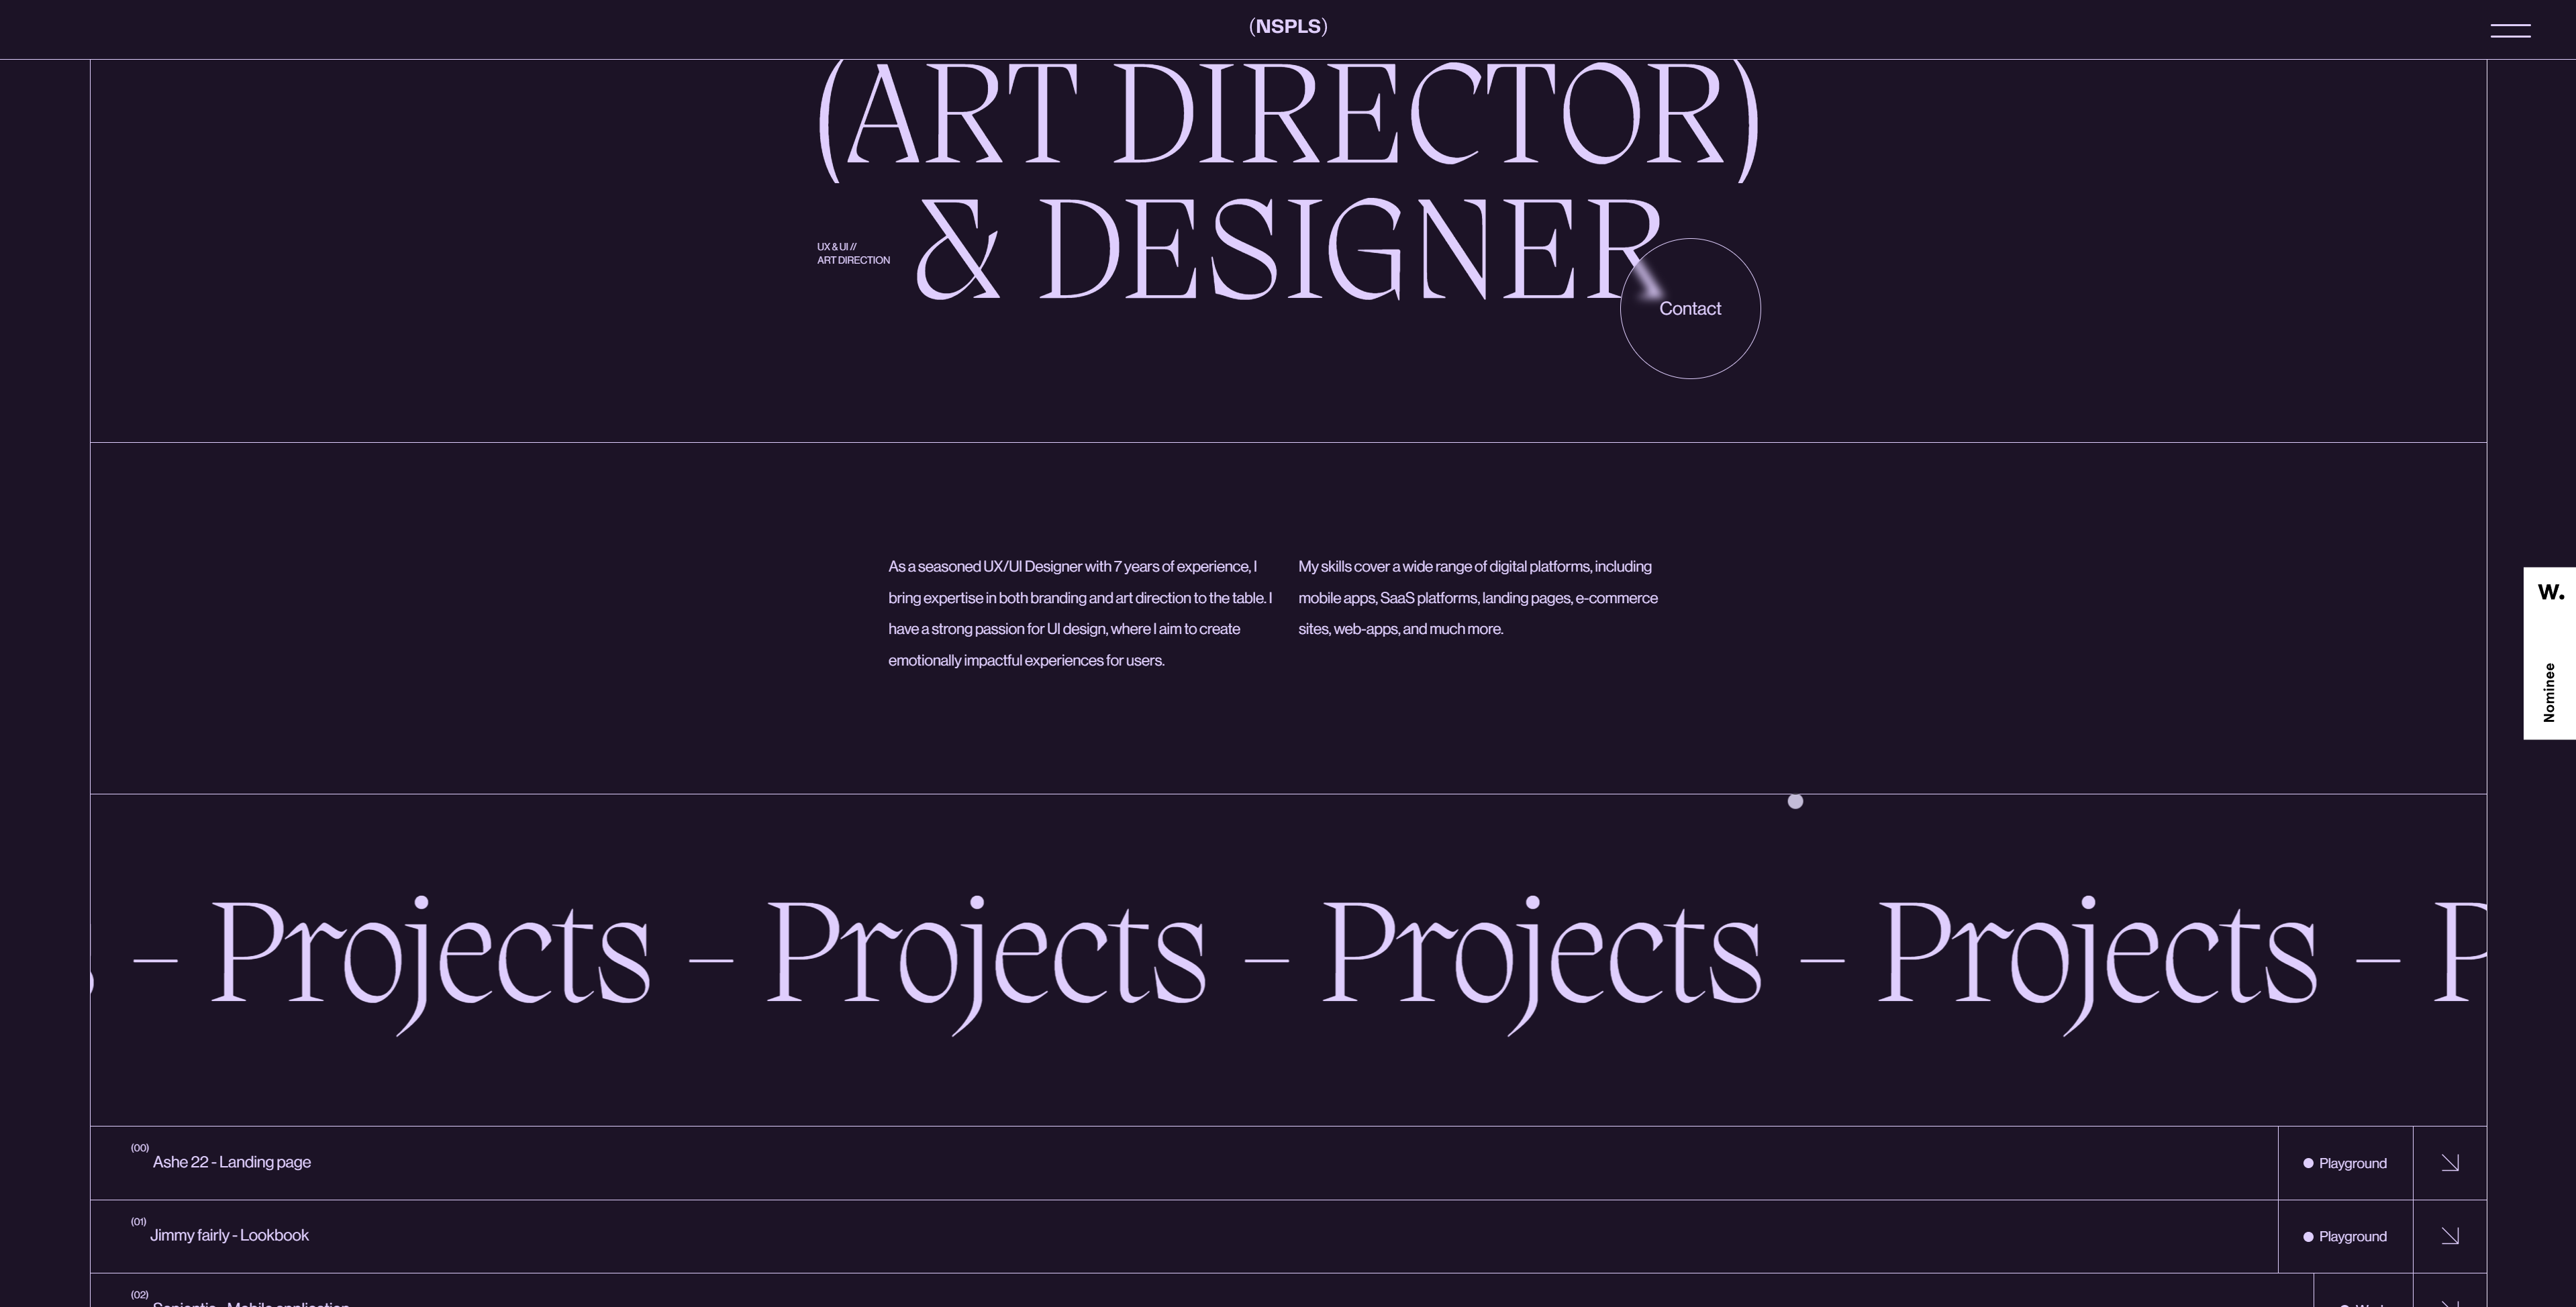 (NSPLS)
(ART DIRECTOR)
& DESIGNER
UX & UI //
ART DIRECTION
Contact
As a seasoned UX/UI Designer with 7 years of experience, I
bring expertise in both branding and art direction to the table. I
have a strong passion for UI design, where I aim to create
emotionally impactful experiences for users.
My skills cover a wide range of digital platforms, including
mobile apps, SaaS platforms, landing pages, e-commerce
sites, web-apps, and much more.
W.
Nominee
– Projects – Projects – Projects – Projects – P
(00)
Ashe 22 - Landing page
Playground
(01)
Jimmy fairly - Lookbook
Playground
(02)